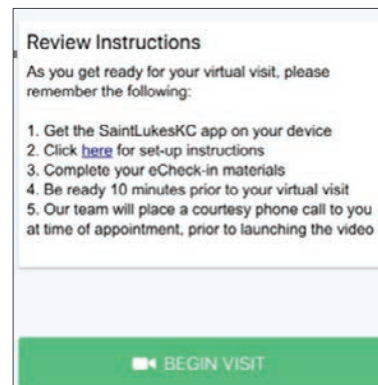 Review Instructions
As you get ready for your virtual visit, please
remember the following:
1. Get the SaintLukesKC app on your device
2. Click here for set-up instructions
3. Complete your eCheck-in materials
4. Be ready 10 minutes prior to your virtual visit
5. Our team will place a courtesy phone call to you
at time of appointment, prior to launching the video
BEGIN VISIT